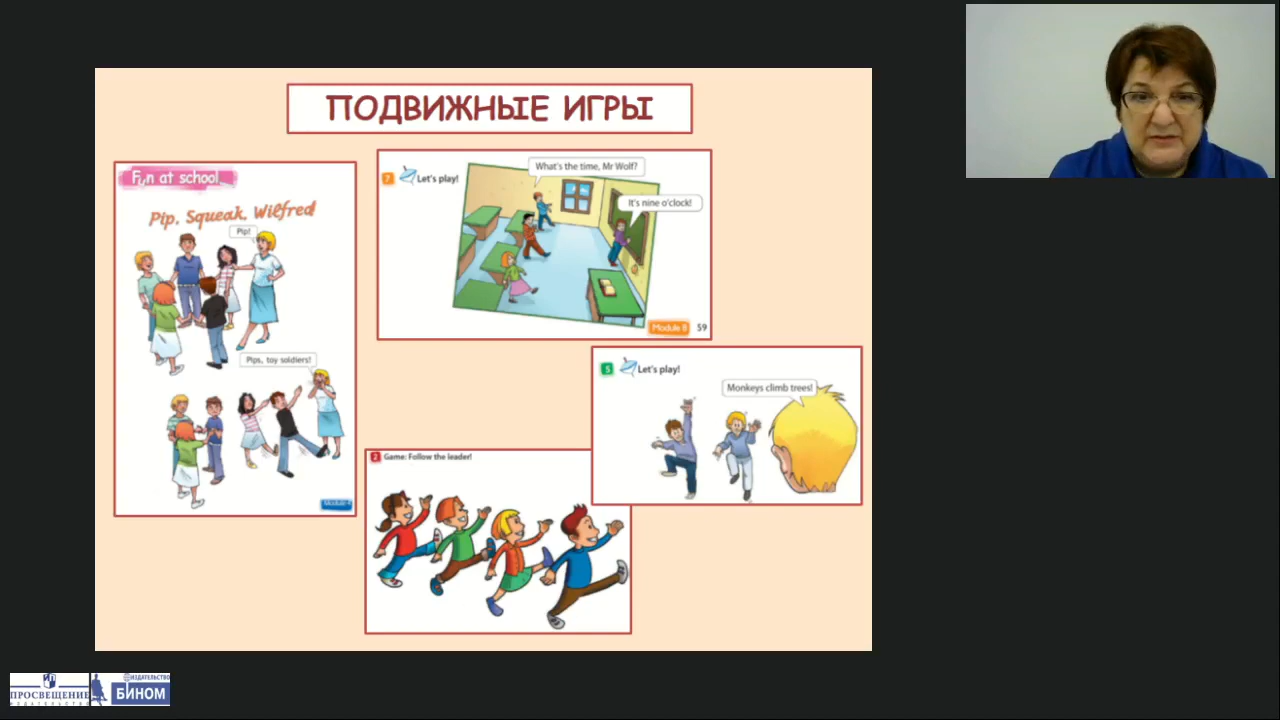 ПОДВИЖНЫЕ ИГРЫ
Fun at school
Pip, Squeak, Wilfred!
Pip!
Pips, toy soldiers!
7 Let's play!
What's the time, Mr Wolf?
It's nine o'clock!
Module 8 59
5 Let's play!
Monkeys climb trees!
2 Game: Follow the leader!
ПРОСВЕЩЕНИЕ
ИЗДАТЕЛЬСТВО
ИЗДАТЕЛЬСТВО
БИНОМ